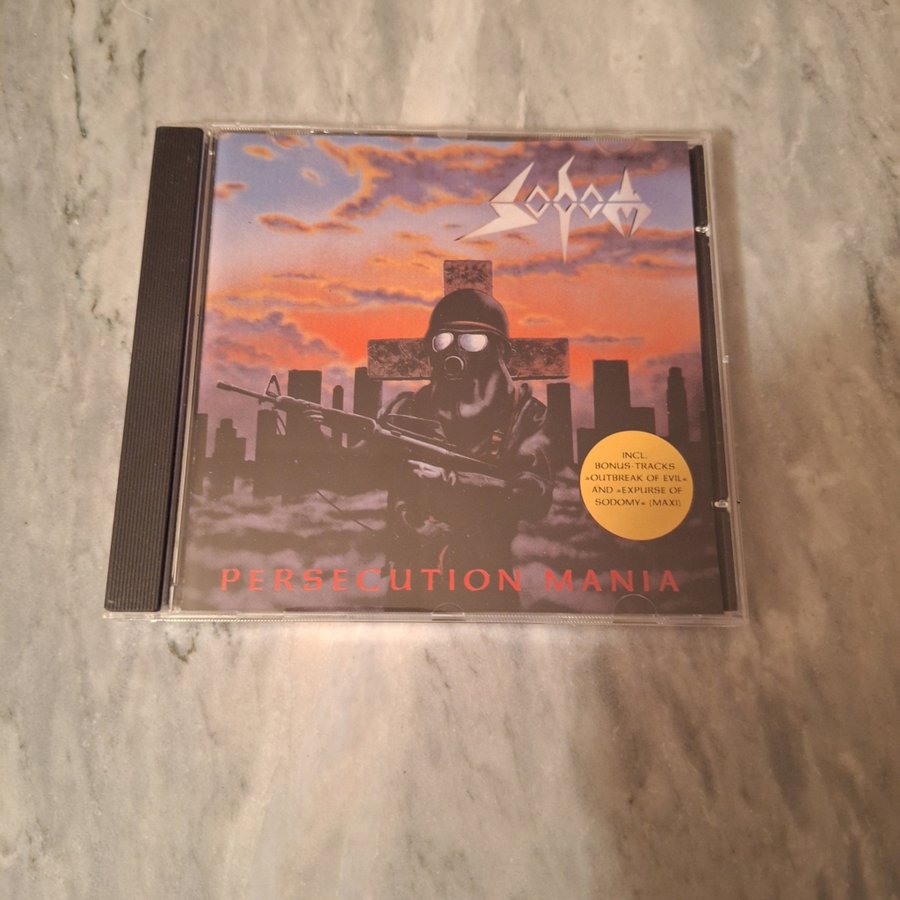 SODOM
INCL.
BONUS-TRACKS
»OUTBREAK OF EVIL«
AND »EXPURSE OF
SODOMY« (MAXI)
PERSECUTION MANIA